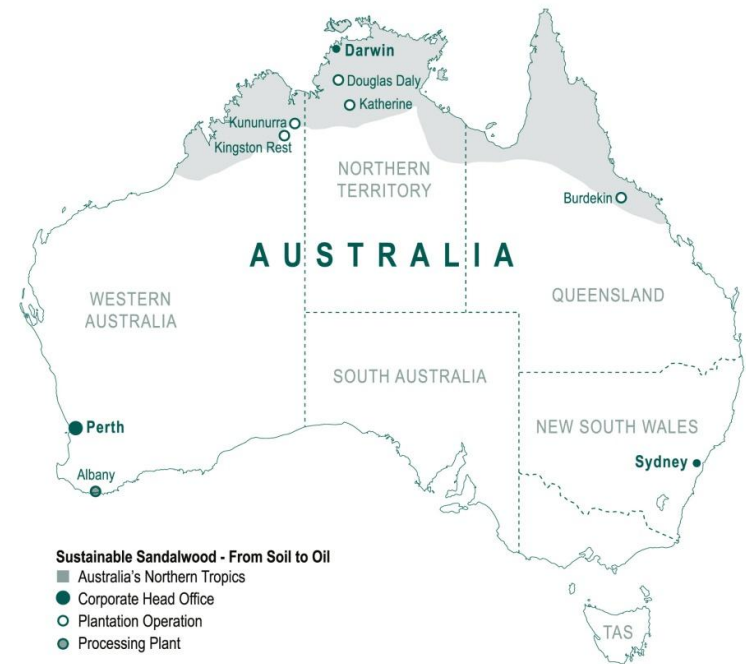 Darwin
Douglas Daly
Katherine
Kununurra
Kingston Rest
NORTHERN
TERRITORY
Burdekin
AUSTRALIA
WESTERN
AUSTRALIA
QUEENSLAND
SOUTH AUSTRALIA
NEW SOUTH WALES
Perth
Sydney
Albany
Sustainable Sandalwood - From Soil to Oil
Australia's Northern Tropics
Corporate Head Office
Plantation Operation
Processing Plant
TAS